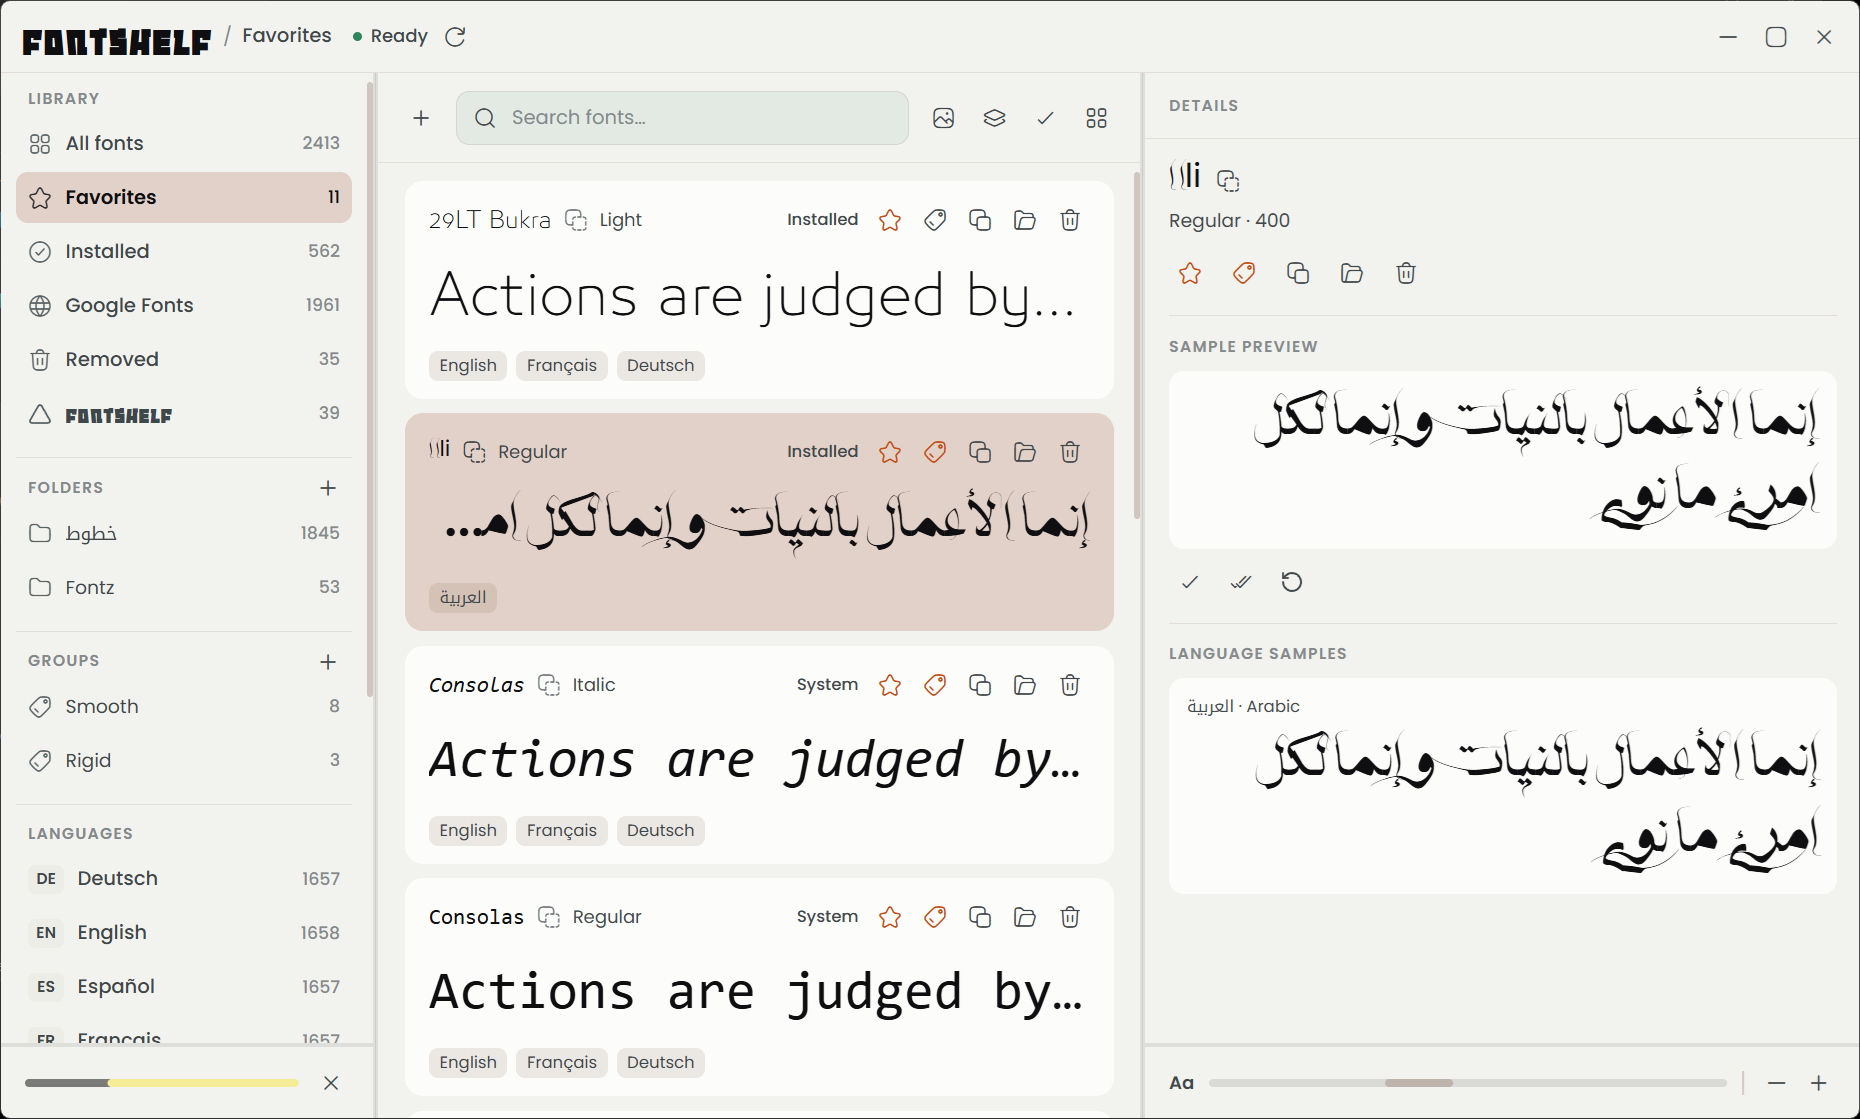 FONTSHELF / Favorites Ready
LIBRARY
All fonts 2413
Favorites 11
Installed 562
Google Fonts 1961
Removed 35
FONTSHELF 39
FOLDERS
خطوط 1845
Fontz 53
GROUPS
Smooth 8
Rigid 3
LANGUAGES
DE Deutsch 1657
EN English 1658
ES Español 1657
FR Français 1657
Search fonts...
29LT Bukra Light Installed
Actions are judged by...
English Français Deutsch
Regular Installed
إنما الأعمال بالنيات وإنما لكل ام...
العربية
Consolas Italic System
Actions are judged by...
English Français Deutsch
Consolas Regular System
Actions are judged by...
English Français Deutsch
DETAILS
Regular · 400
SAMPLE PREVIEW
إنما الأعمال بالنيات وإنما لكل
امرئ ما نوى
LANGUAGE SAMPLES
العربية · Arabic
إنما الأعمال بالنيات وإنما لكل
امرئ ما نوى
Aa